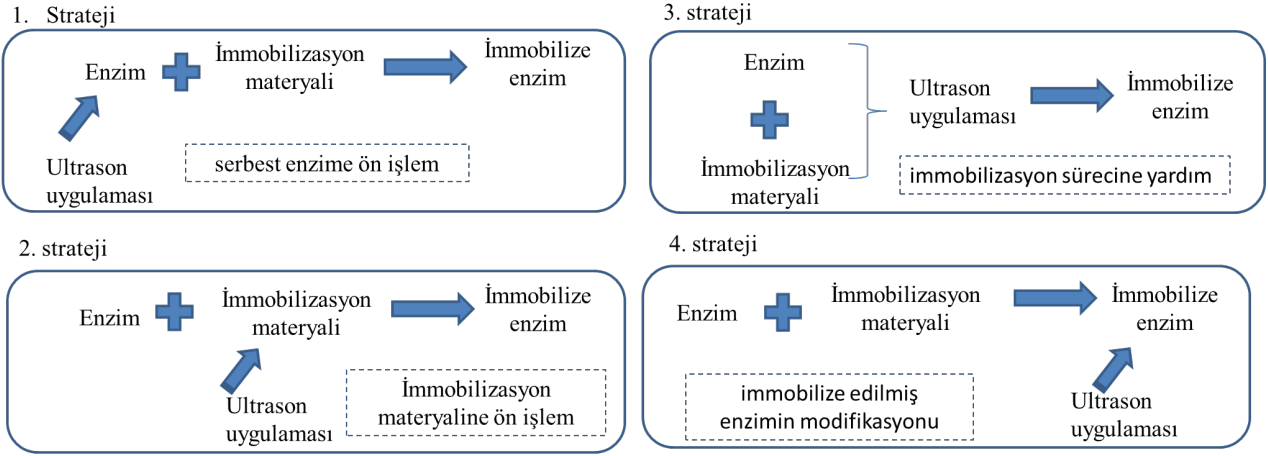 1. Strateji
Enzim
İmmobilizasyon
materyali
İmmobilize
enzim
Ultrason
uygulaması
serbest enzime ön işlem
2. strateji
Enzim
İmmobilizasyon
materyali
İmmobilize
enzim
Ultrason
uygulaması
İmmobilizasyon
materyaline ön işlem
3. strateji
Enzim
İmmobilizasyon
materyali
Ultrason
uygulaması
İmmobilize
enzim
immobilizasyon sürecine yardım
4. strateji
Enzim
İmmobilizasyon
materyali
İmmobilize
enzim
immobilize edilmiş
enzimin modifikasyonu
Ultrason
uygulaması